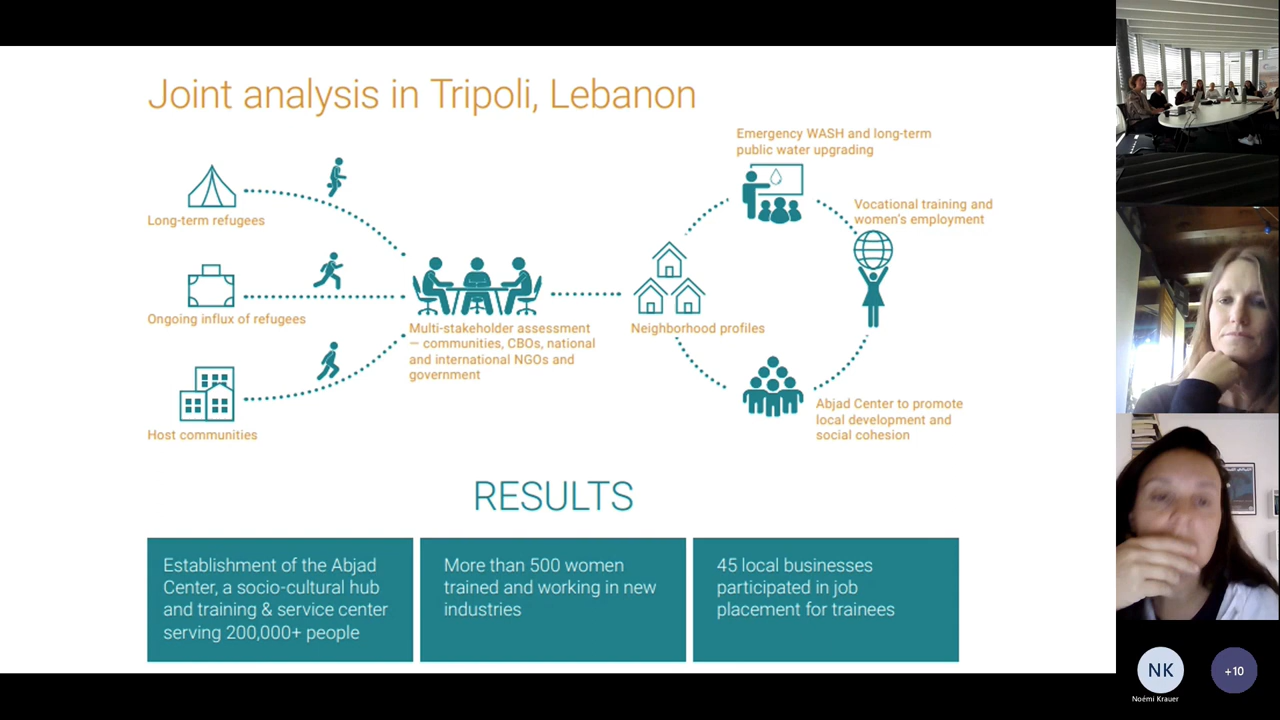 Joint analysis in Tripoli, Lebanon
Long-term refugees
Ongoing influx of refugees
Host communities
Multi-stakeholder assessment
— communities, CBOs, national
and international NGOs and
government
Neighborhood profiles
Emergency WASH and long-term
public water upgrading
Vocational training and
women's employment
Abjad Center to promote
local development and
social cohesion
RESULTS
Establishment of the Abjad
Center, a socio-cultural hub
and training & service center
serving 200,000+ people
More than 500 women
trained and working in new
industries
45 local businesses
participated in job
placement for trainees
NK
Noémi Krauer
+10